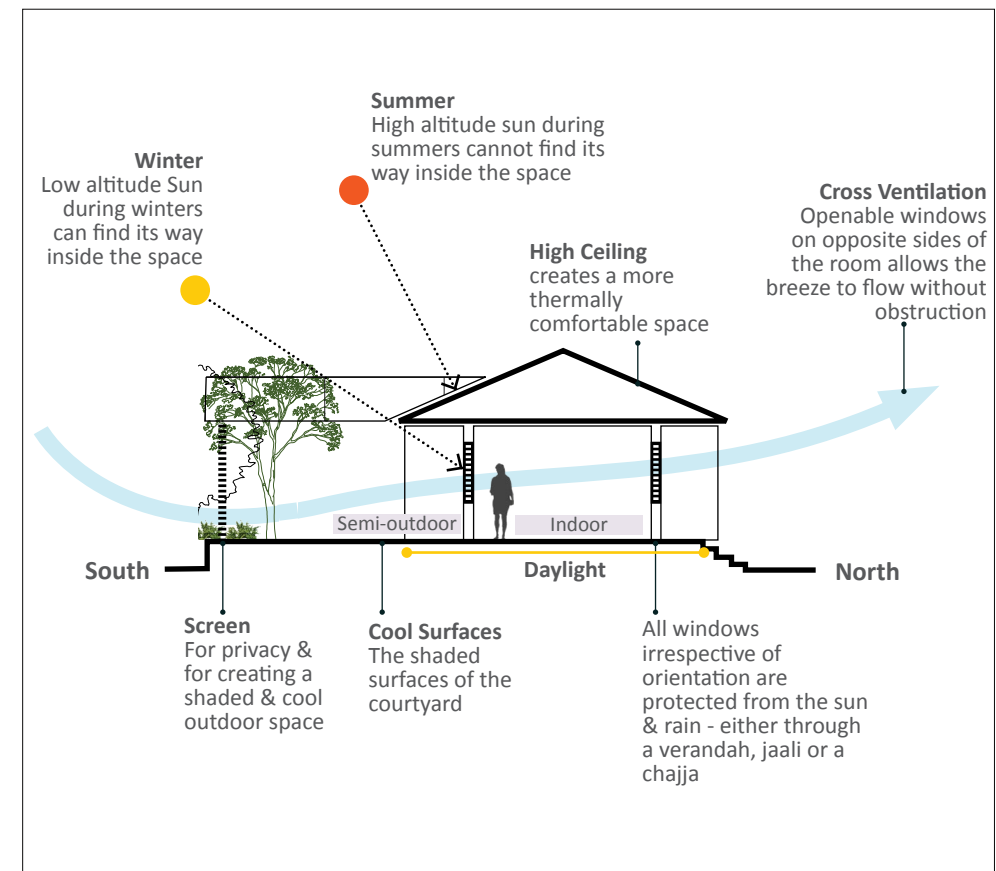 Summer
High altitude sun during
summers cannot find its
way inside the space
Winter
Low altitude Sun
during winters
can find its way
inside the space
Cross Ventilation
Openable windows
on opposite sides of
the room allows the
breeze to flow without
obstruction
High Ceiling
creates a more
thermally
comfortable space
Semi-outdoor
Indoor
South
Daylight
North
Screen
For privacy &
for creating a
shaded & cool
outdoor space
Cool Surfaces
The shaded
surfaces of the
courtyard
All windows
irrespective of
orientation are
protected from the sun
& rain - either through
a verandah, jaali or a
chajja